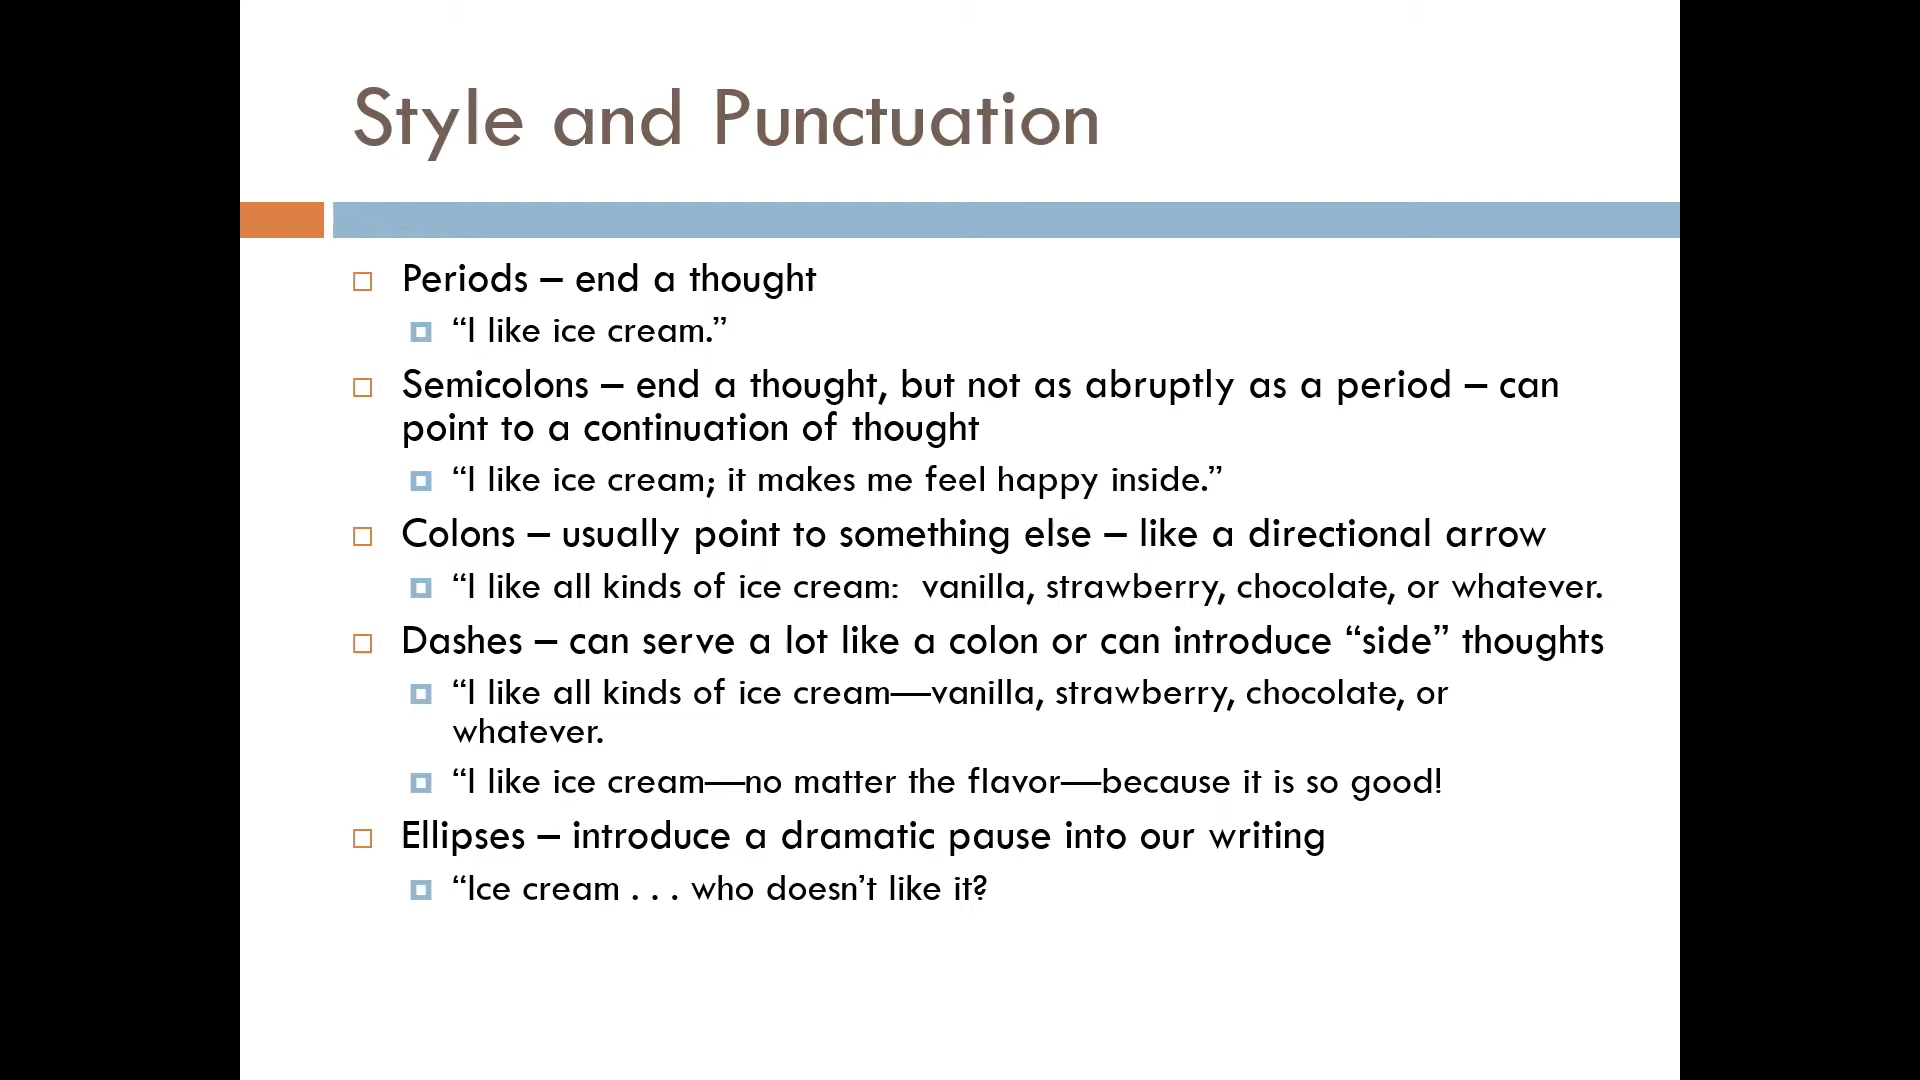 Style and Punctuation
Periods – end a thought
“I like ice cream.”
Semicolons – end a thought, but not as abruptly as a period – can
point to a continuation of thought
“I like ice cream; it makes me feel happy inside.”
Colons – usually point to something else – like a directional arrow
“I like all kinds of ice cream:  vanilla, strawberry, chocolate, or whatever.
Dashes – can serve a lot like a colon or can introduce “side” thoughts
“I like all kinds of ice cream—vanilla, strawberry, chocolate, or
whatever.
“I like ice cream—no matter the flavor—because it is so good!
Ellipses – introduce a dramatic pause into our writing
“Ice cream . . . who doesn’t like it?